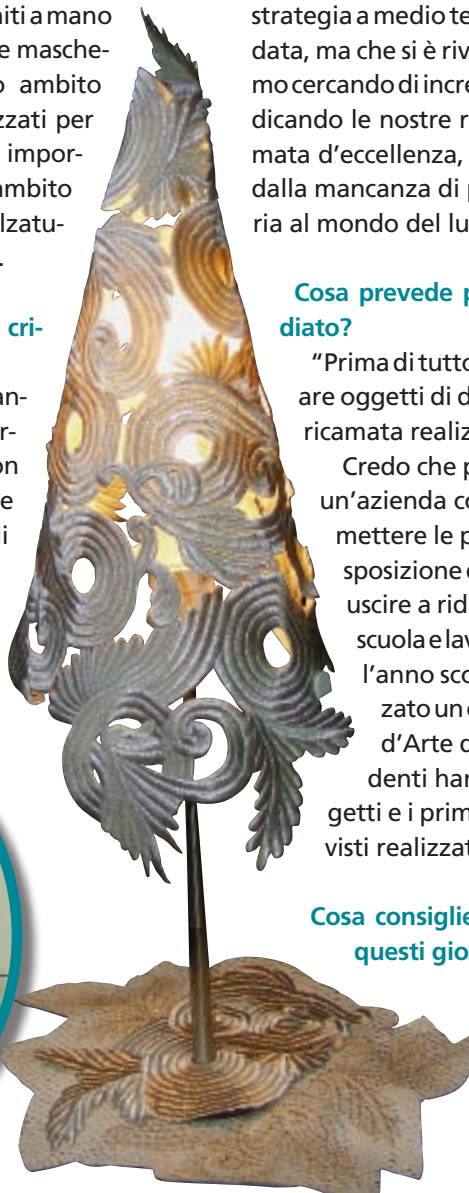 niti a mano
e masche-
o ambito
zzati per
impor-
ambito
lzatu-
.
cri-
an-
r-
on
e
li
strategia a medio te
data, ma che si è riv
mo cercando di incre
dicando le nostre r
mata d'eccellenza,
dalla mancanza di p
ria al mondo del lu
Cosa prevede p
diato?
"Prima di tutto
are oggetti di d
ricamata realiz
Credo che p
un'azienda co
mettere le p
sposizione
uscire a rid
scuola e lav
l'anno sco
zato un
d'Arte
denti har
getti e i prim
visti realizzat
Cosa consiglie
questi gio